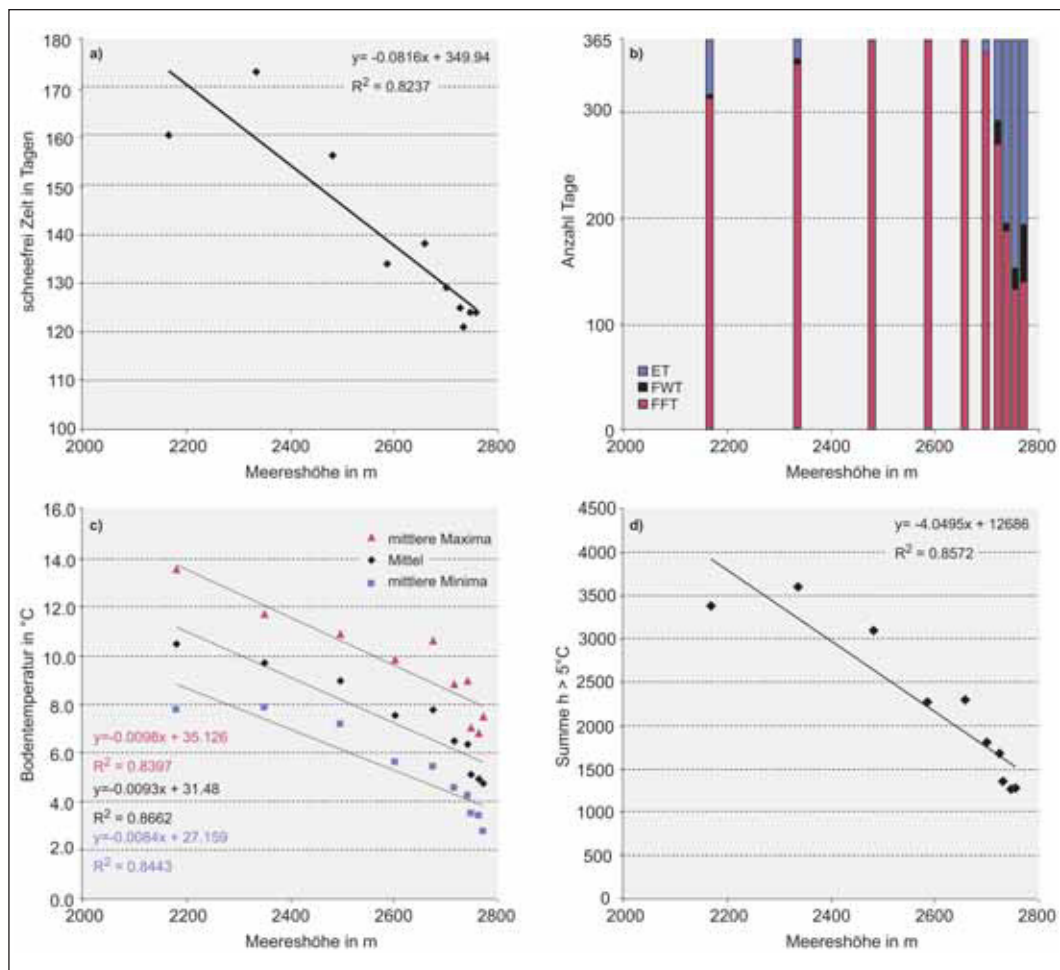 a)
y= -0.0816x + 349.94
R² = 0.8237
180
170
160
150
140
130
120
110
100
schneefrei Zeit in Tagen
2000
2200
2400
2600
2800
Meereshöhe in m
b)
365
300
200
100
0
Anzahl Tage
ET
FWT
FFT
2000
2200
2400
2600
2800
Meereshöhe in m
c)
16.0
14.0
12.0
10.0
8.0
6.0
4.0
2.0
0.0
Bodentemperatur in °C
mittlere Maxima
Mittel
mittlere Minima
y=-0.0098x + 35.126
R² = 0.8397
y=-0.0093x + 31.48
R² = 0.8662
y=-0.0084x + 27.159
R² = 0.8443
2000
2200
2400
2600
2800
Meereshöhe in m
d)
y= -4.0495x + 12686
R² = 0.8572
4500
4000
3500
3000
2500
2000
1500
1000
500
0
Summe h > 5°C
2000
2200
2400
2600
2800
Meereshöhe in m